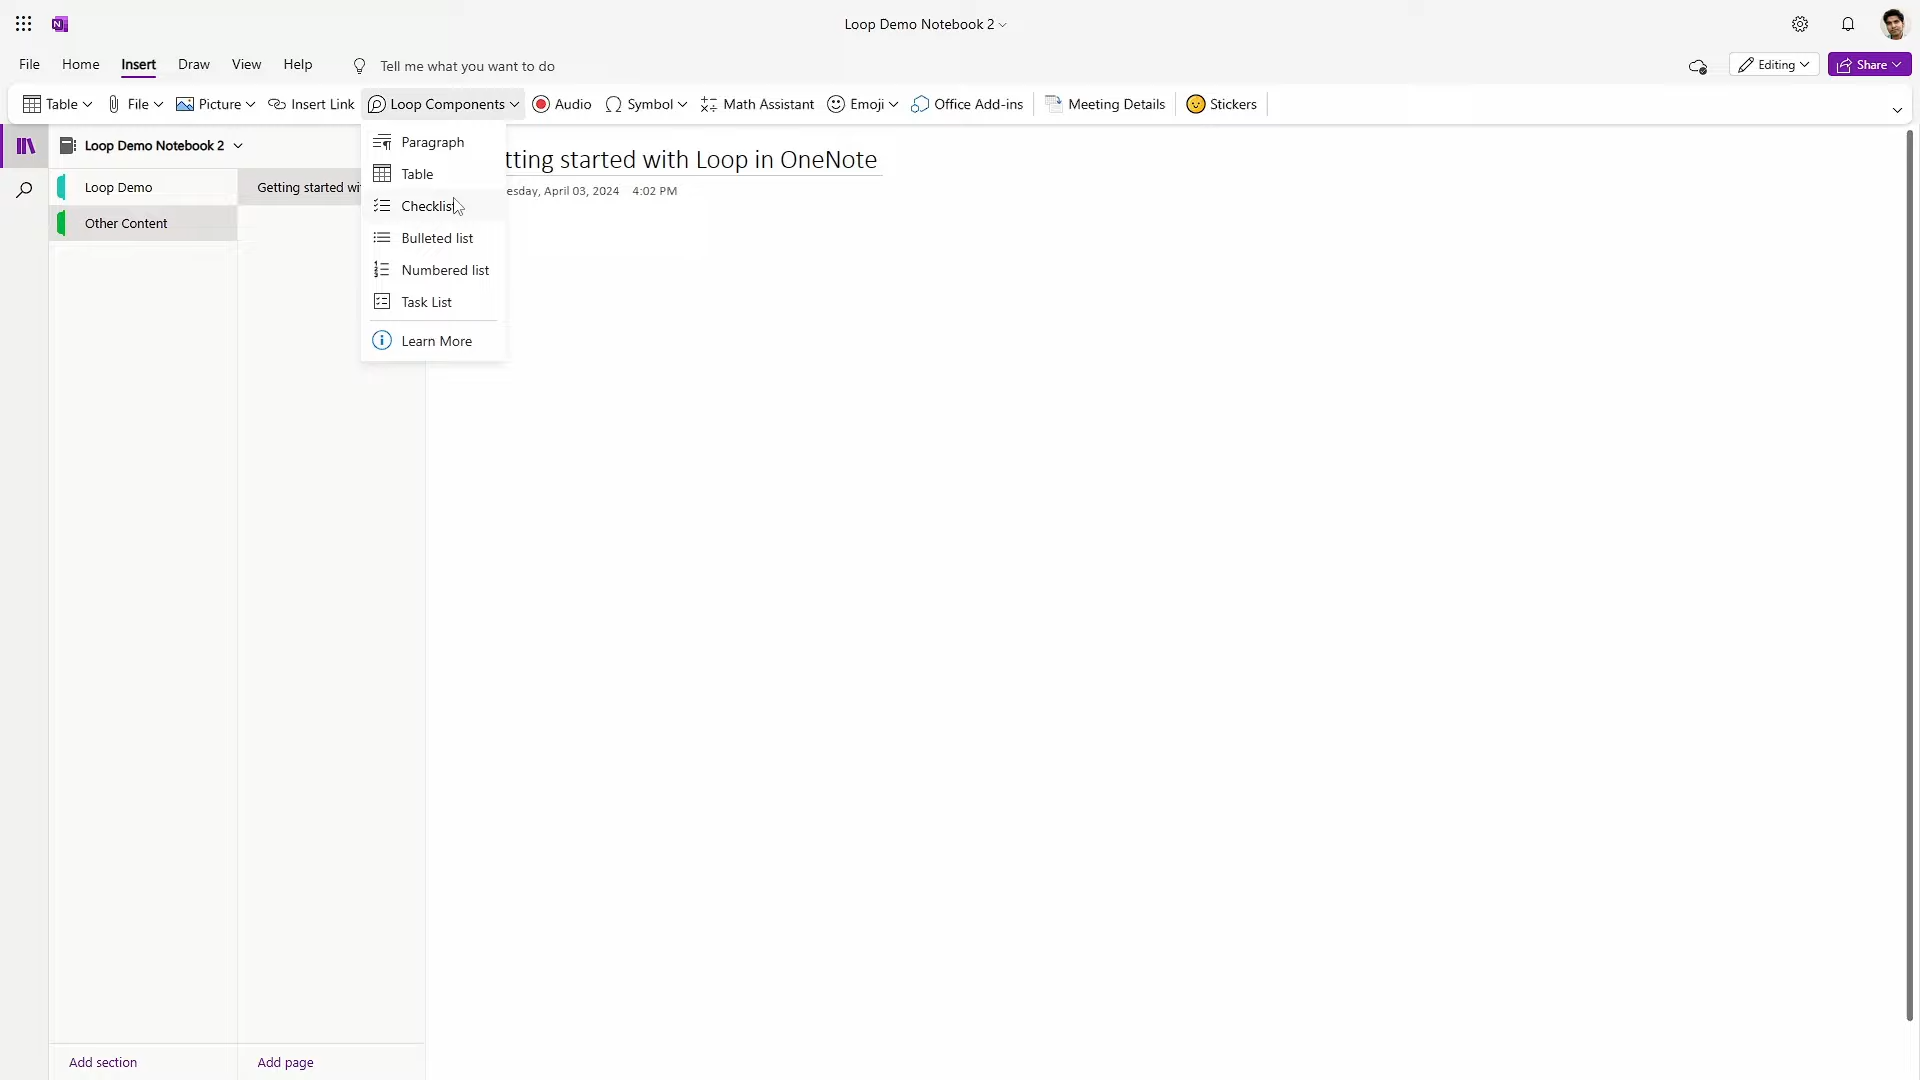 Loop Demo Notebook 2
File Home Insert Draw View Help Tell me what you want to do Editing Share
Table File Picture Insert Link Loop Components Audio Symbol Math Assistant Emoji Office Add-ins Meeting Details Stickers
Loop Demo Notebook 2
Loop Demo
Other Content
Getting started wi
Paragraph
Table
Checklist
Bulleted list
Numbered list
Task List
Learn More
tting started with Loop in OneNote
esday, April 03, 2024 4:02 PM
Add section
Add page